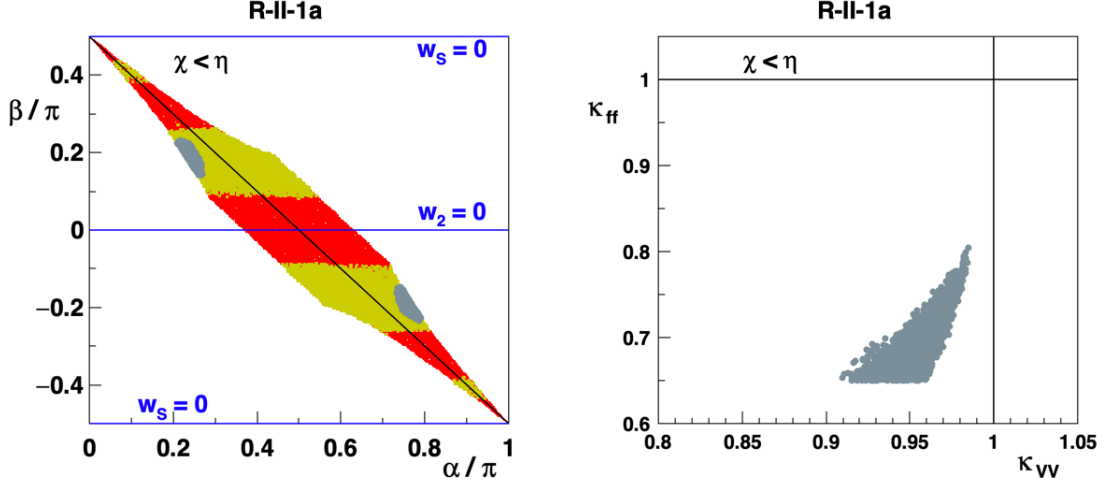 R-II-1a
χ < η
w_S = 0
0.4
β / π
0.2
w_2 = 0
0
−0.2
−0.4
w_S = 0
0 0.2 0.4 0.6 0.8 1
α / π
R-II-1a
χ < η
1
κ_ff
0.9
0.8
0.7
0.6
0.8 0.85 0.9 0.95 1 1.05
κ_VV